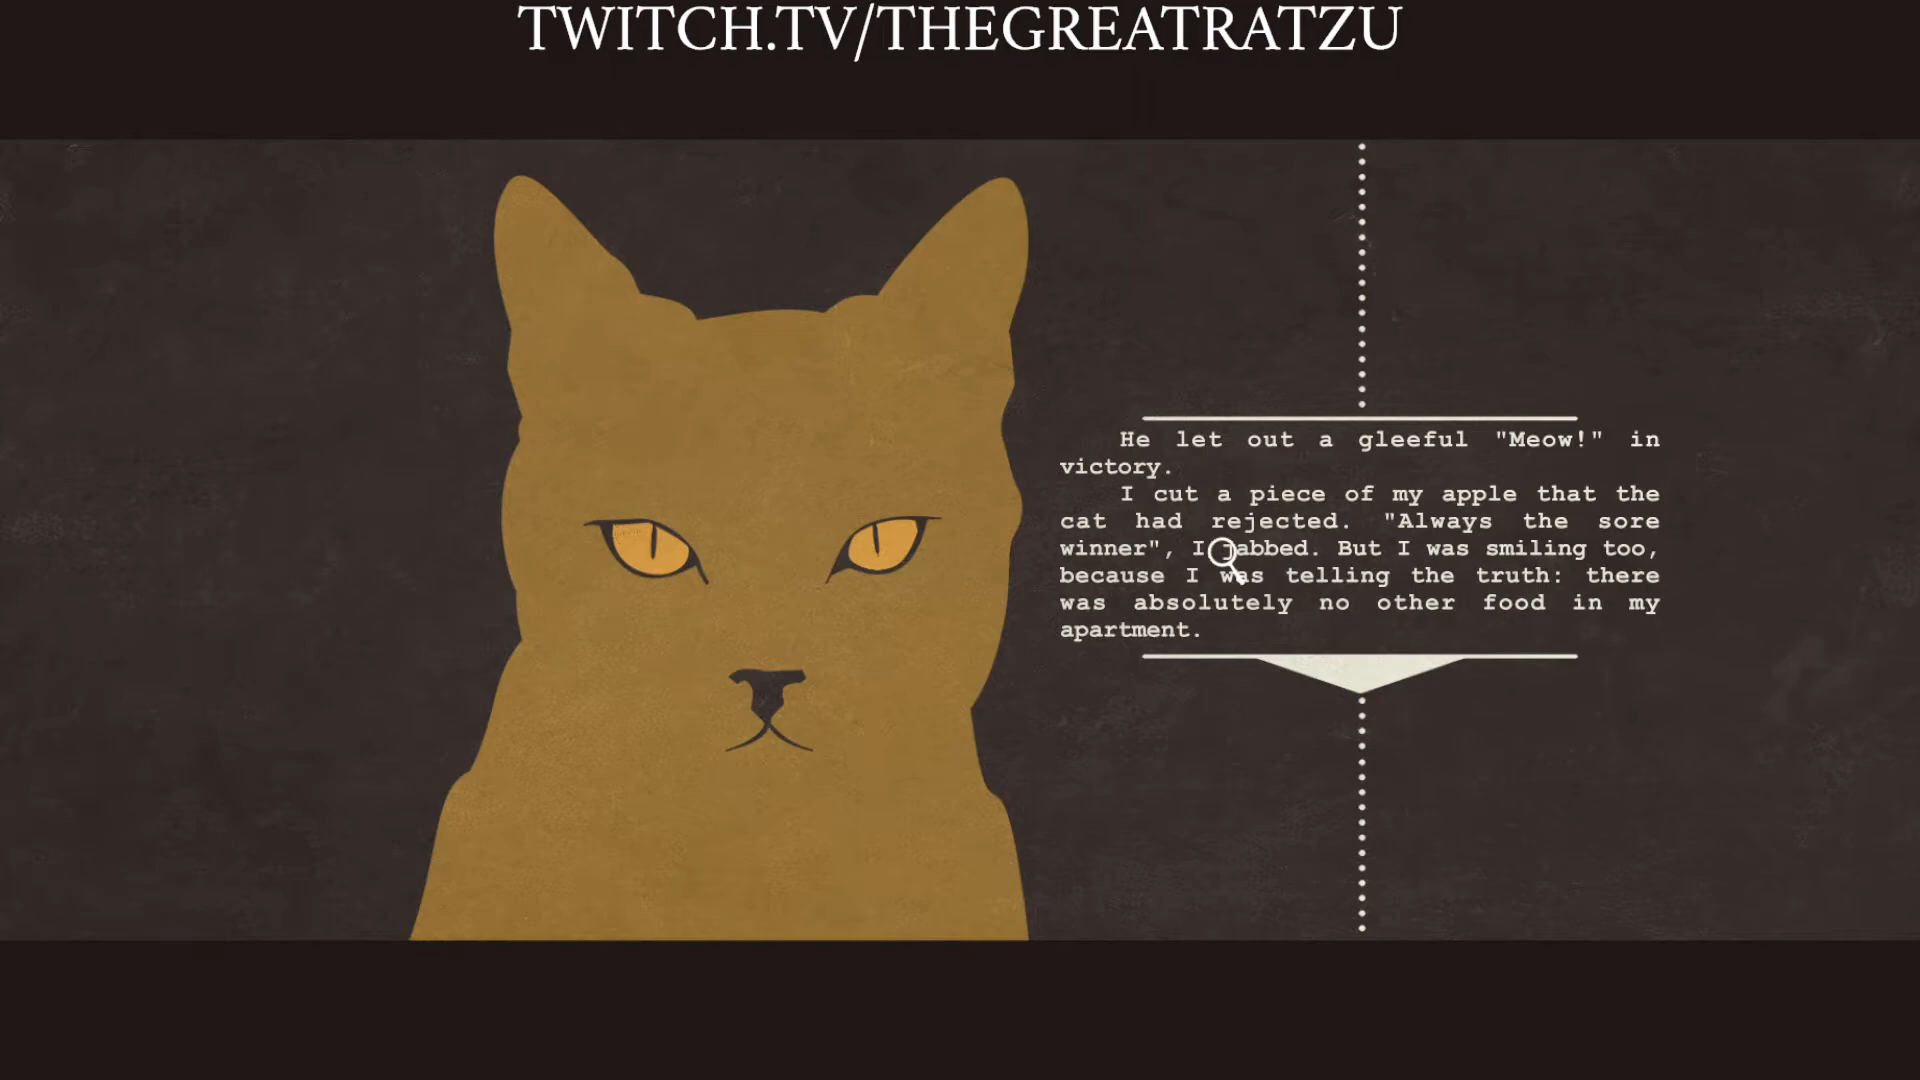 TWITCH.TV/THEGREATRATZU
He let out a gleeful "Meow!" in
victory.
I cut a piece of my apple that the
cat had rejected. "Always the sore
winner", I jabbed. But I was smiling too,
because I was telling the truth: there
was absolutely no other food in my
apartment.